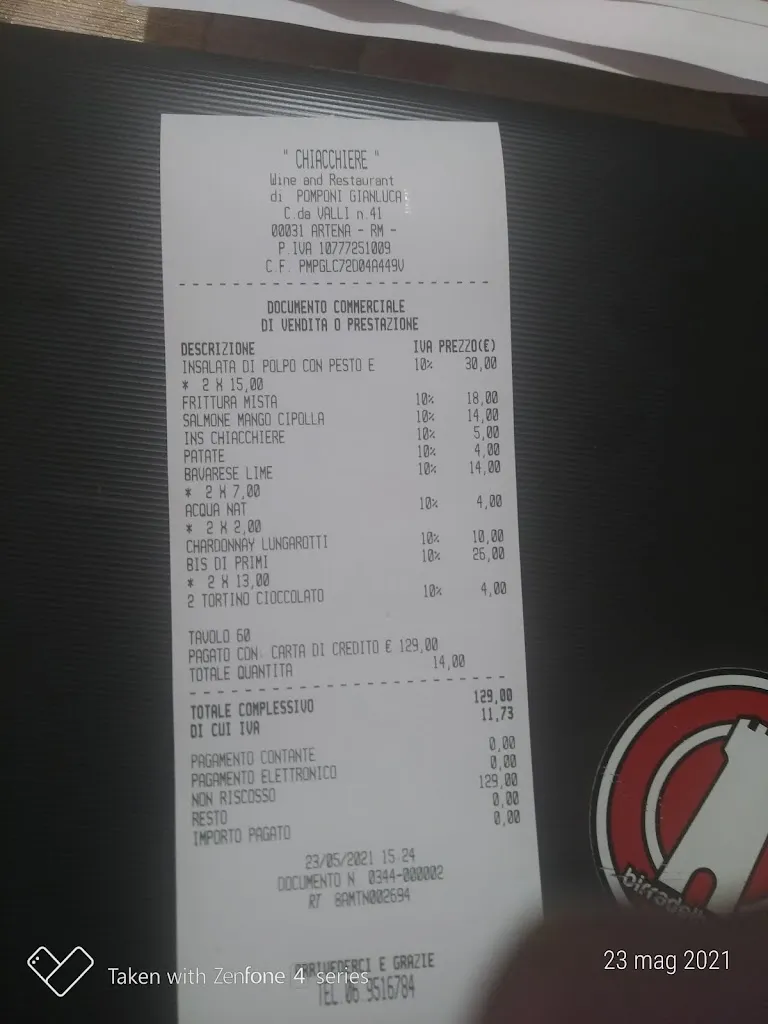 " CHIACCHIERE "
Wine and Restaurant
di POMPONI GIANLUCA
C.da VALLI n.41
00031 ARTENA - RM -
P.IVA 10777251009
C.F. PMPGLC72D04A449V
DOCUMENTO COMMERCIALE
DI VENDITA O PRESTAZIONE
DESCRIZIONE IVA PREZZO(€)
INSALATA DI POLPO CON PESTO E 10% 30,00
* 2 X 15,00
FRITTURA MISTA 10% 18,00
SALMONE MANGO CIPOLLA 10% 14,00
INS CHIACCHIERE 10% 5,00
PATATE 10% 4,00
BAVARESE LIME 10% 14,00
* 2 X 7,00
ACQUA NAT 10% 4,00
* 2 X 2,00
CHARDONNAY LUNGAROTTI 10% 10,00
BIS DI PRIMI 10% 26,00
* 2 X 13,00
2 TORTINO CIOCCOLATO 10% 4,00
TAVOLO 60
PAGATO CON: CARTA DI CREDITO € 129,00
TOTALE QUANTITA 14,00
TOTALE COMPLESSIVO 129,00
DI CUI IVA 11,73
PAGAMENTO CONTANTE 0,00
PAGAMENTO ELETTRONICO 0,00
NON RISCOSSO 129,00
RESTO 0,00
IMPORTO PAGATO 0,00
23/05/2021 15:24
DOCUMENTO N. 0344-000002
RT 8AMTN002694
ARRIVEDERCI E GRAZIE
TEL.06.9516784
Taken with Zenfone 4 series
23 mag 2021